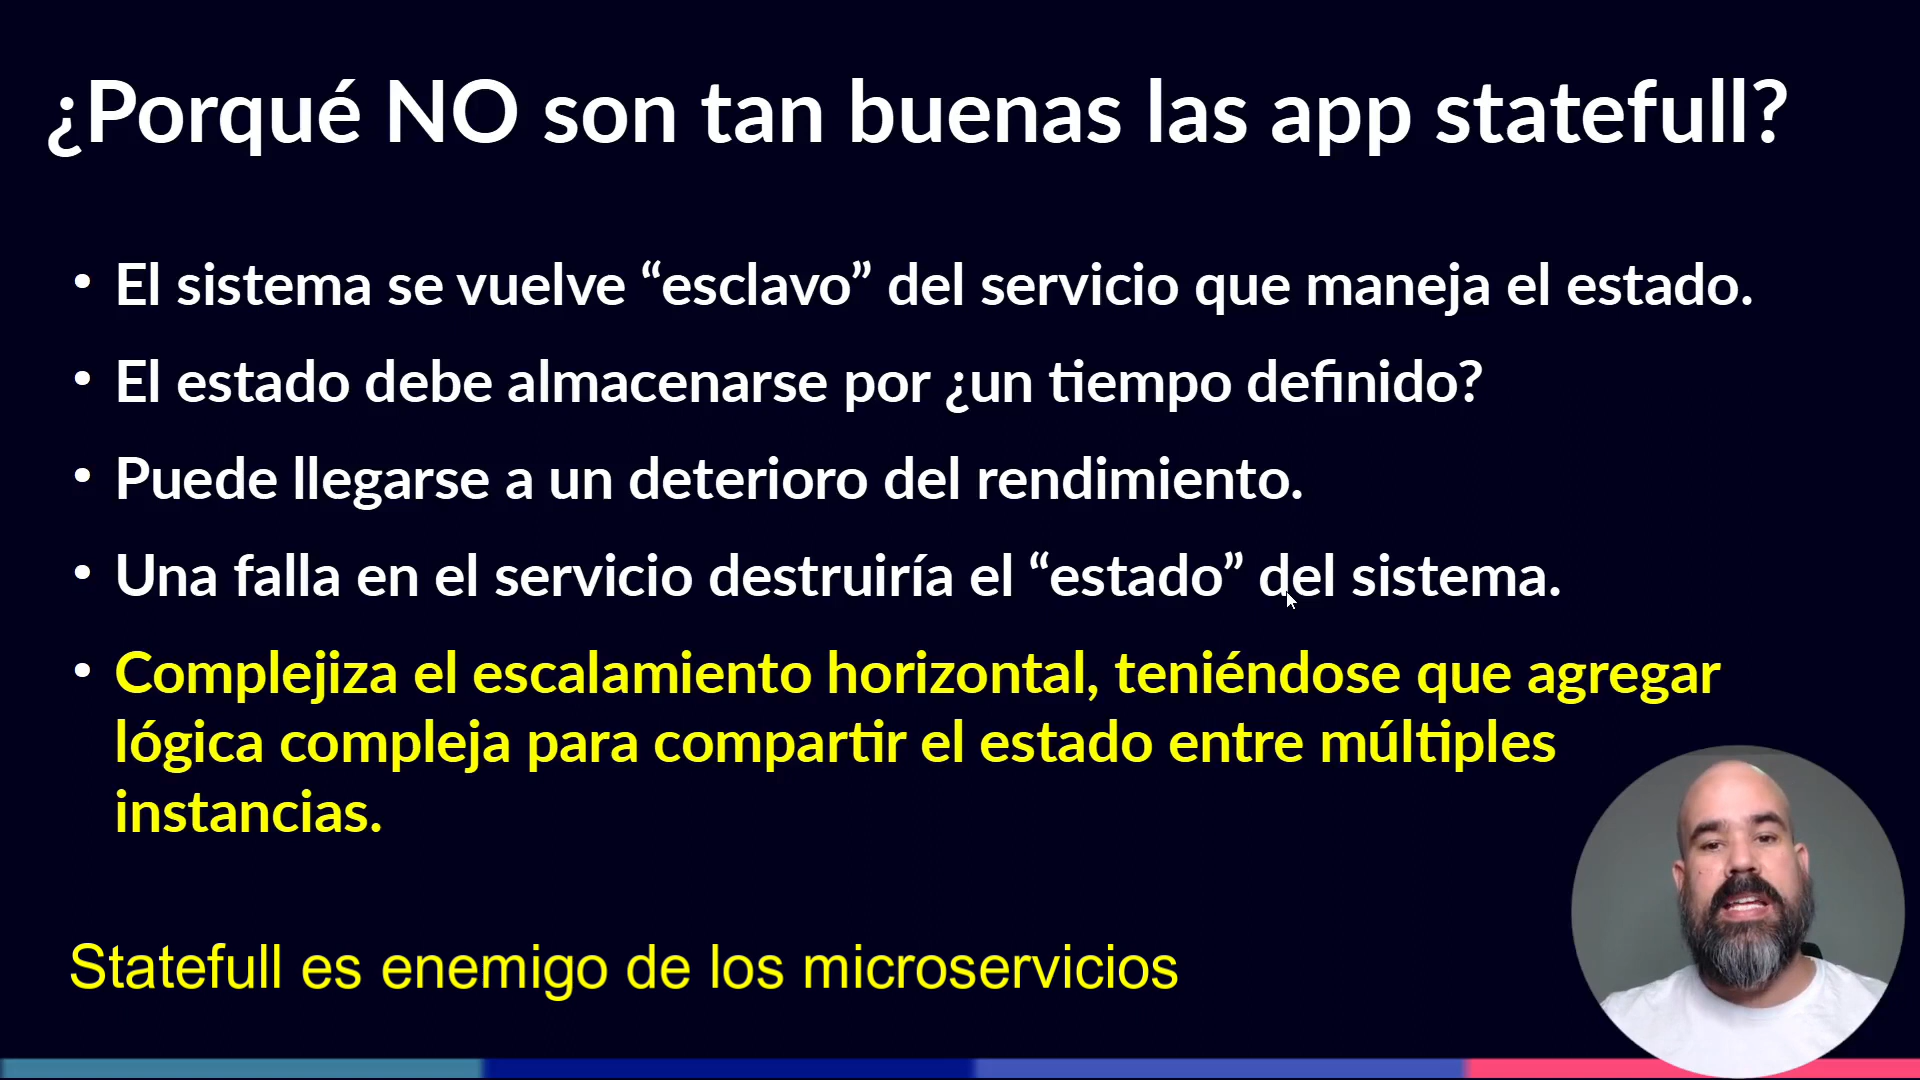 ¿Porqué NO son tan buenas las app statefull?
• El sistema se vuelve “esclavo” del servicio que maneja el estado.
• El estado debe almacenarse por ¿un tiempo definido?
• Puede llegarse a un deterioro del rendimiento.
• Una falla en el servicio destruiría el “estado” del sistema.
• Complejiza el escalamiento horizontal, teniéndose que agregar
lógica compleja para compartir el estado entre múltiples
instancias.
Statefull es enemigo de los microservicios